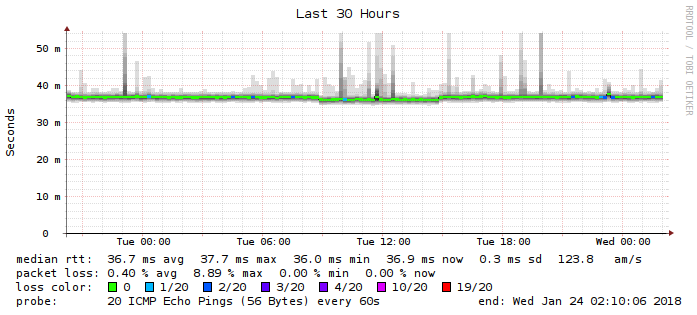 Last 30 Hours
RRDTOOL / TOBI OETIKER
Seconds
50 m
40 m
30 m
20 m
10 m
0
Tue 00:00 Tue 06:00 Tue 12:00 Tue 18:00 Wed 00:00
median rtt: 36.7 ms avg 37.7 ms max 36.0 ms min 36.9 ms now 0.3 ms sd 123.8 am/s
packet loss: 0.40 % avg 8.89 % max 0.00 % min 0.00 % now
loss color: 0 1/20 2/20 3/20 4/20 10/20 19/20
probe: 20 ICMP Echo Pings (56 Bytes) every 60s end: Wed Jan 24 02:10:06 2018